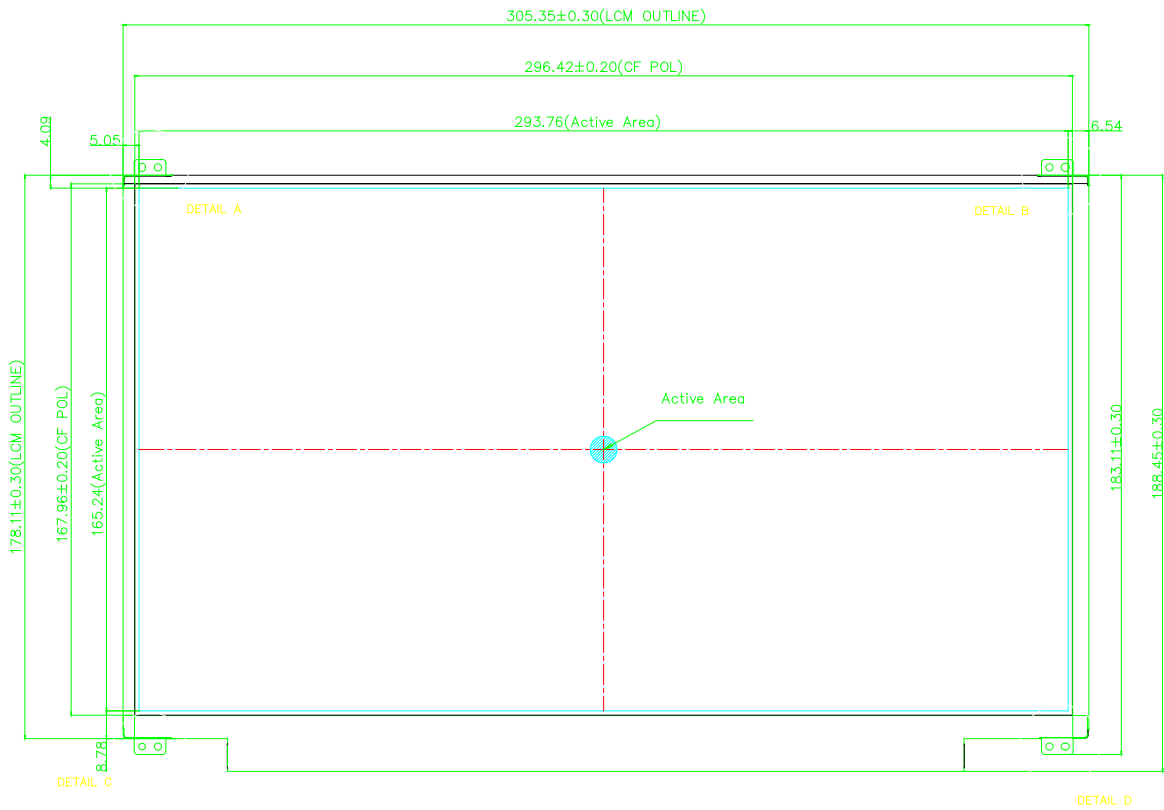 305.35±0.30(LCM OUTLINE)
296.42±0.20(CF POL)
293.76(Active Area)
4.09
5.05
6.54
DETAIL A
DETAIL B
Active Area
178.11±0.30(LCM OUTLINE)
167.96±0.20(CF POL)
165.24(Active Area)
183.11±0.30
188.45±0.30
8.78
DETAIL C
DETAIL D